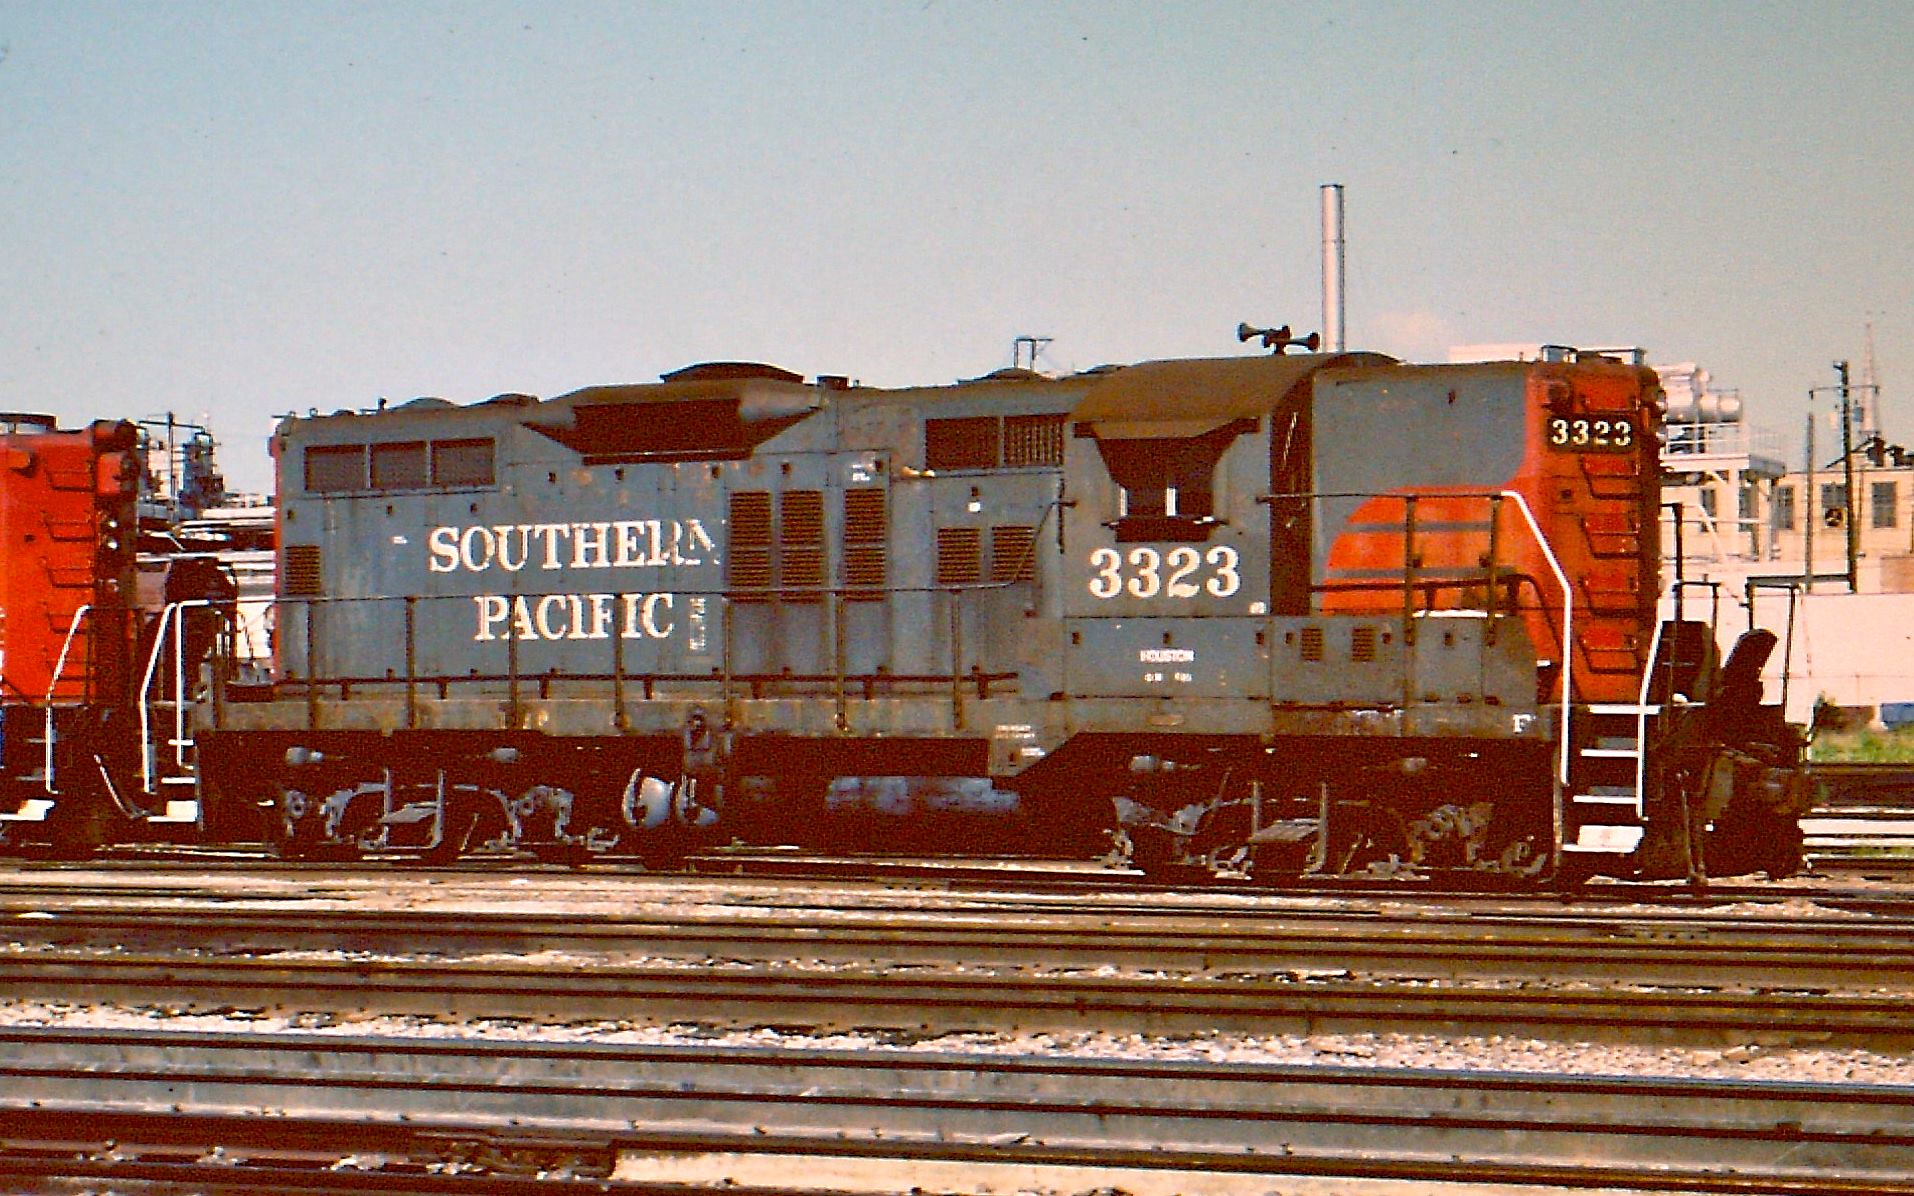 SOUTHERN
PACIFIC
3323
3323
HOUSTON
F